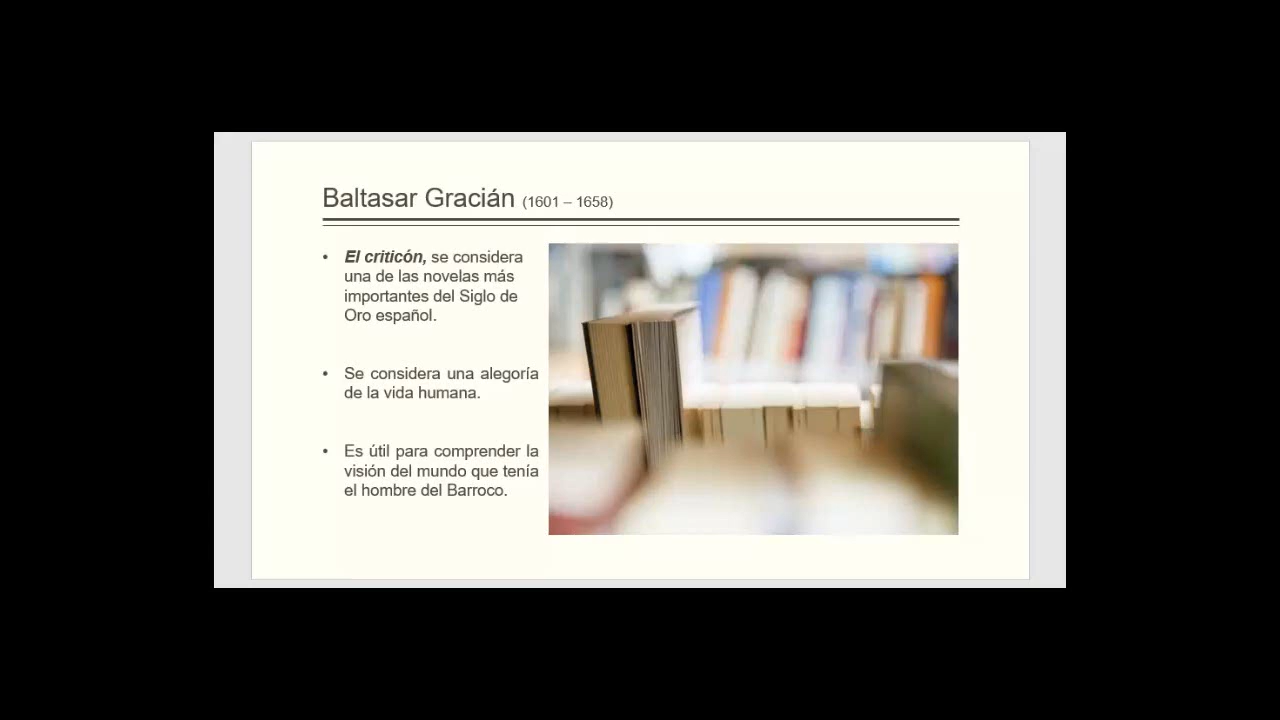 Baltasar Gracián (1601 – 1658)
• El criticón, se considera
una de las novelas más
importantes del Siglo de
Oro español.
• Se considera una alegoría
de la vida humana.
• Es útil para comprender la
visión del mundo que tenía
el hombre del Barroco.